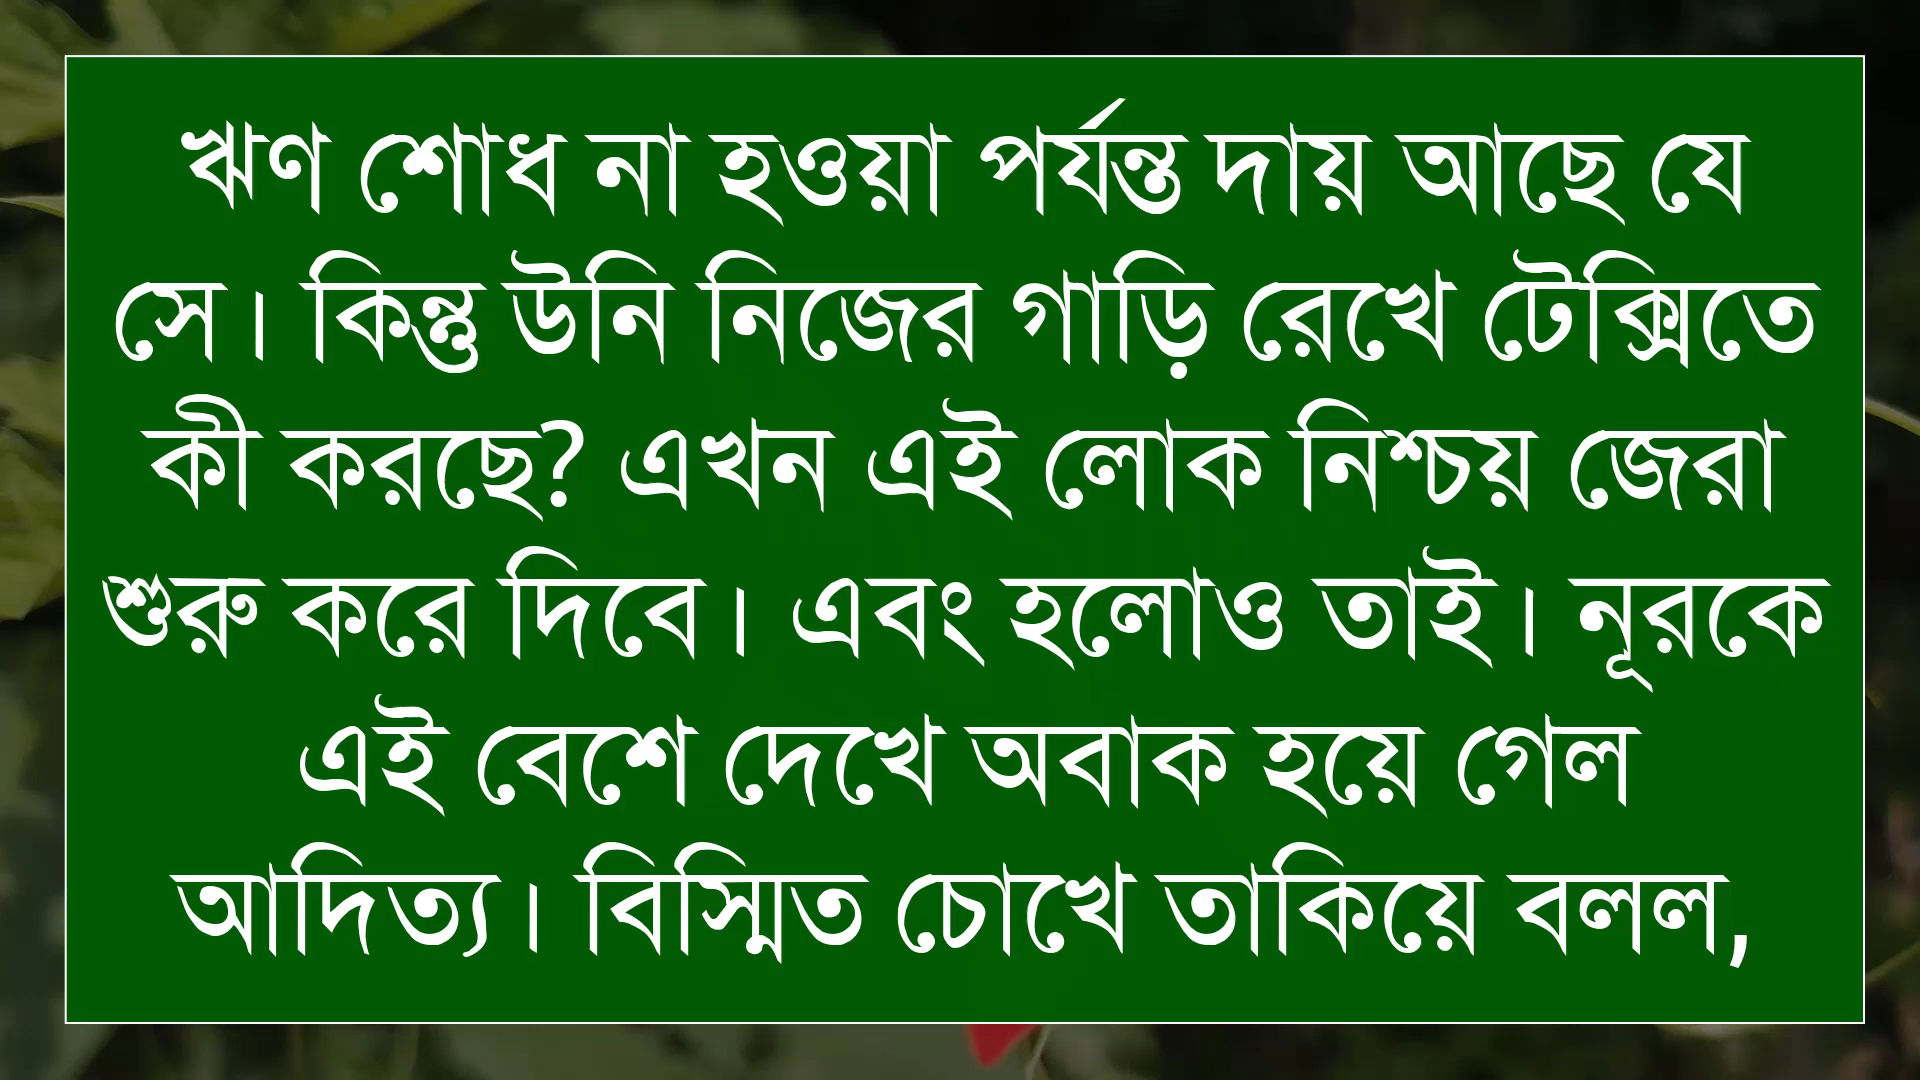 ঋণ শোধ না হওয়া পর্যন্ত দায় আছে যে
সে। কিন্তু উনি নিজের গাড়ি রেখে টেক্সিতে
কী করছে? এখন এই লোক নিশ্চয় জেরা
শুরু করে দিবে। এবং হলোও তাই। নূরকে
এই বেশে দেখে অবাক হয়ে গেল
আদিত্য। বিস্মিত চোখে তাকিয়ে বলল,